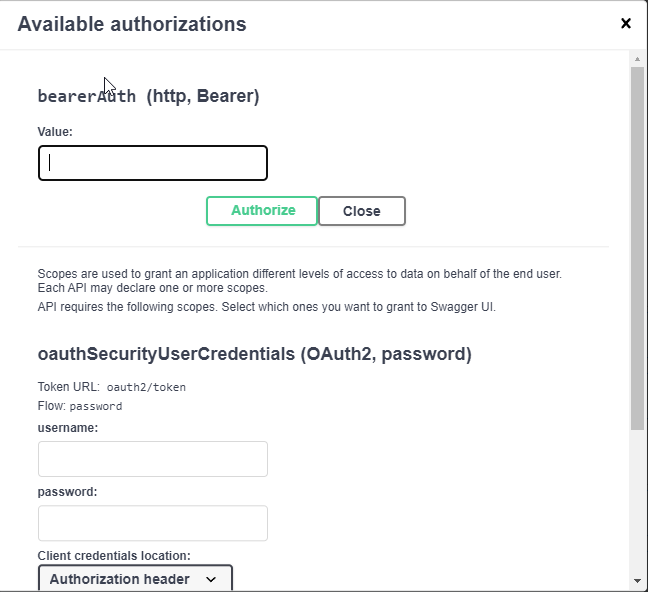 Available authorizations
bearerAuth (http, Bearer)
Value:
Authorize
Close
Scopes are used to grant an application different levels of access to data on behalf of the end user.
Each API may declare one or more scopes.
API requires the following scopes. Select which ones you want to grant to Swagger UI.
oauthSecurityUserCredentials (OAuth2, password)
Token URL: oauth2/token
Flow: password
username:
password:
Client credentials location:
Authorization header